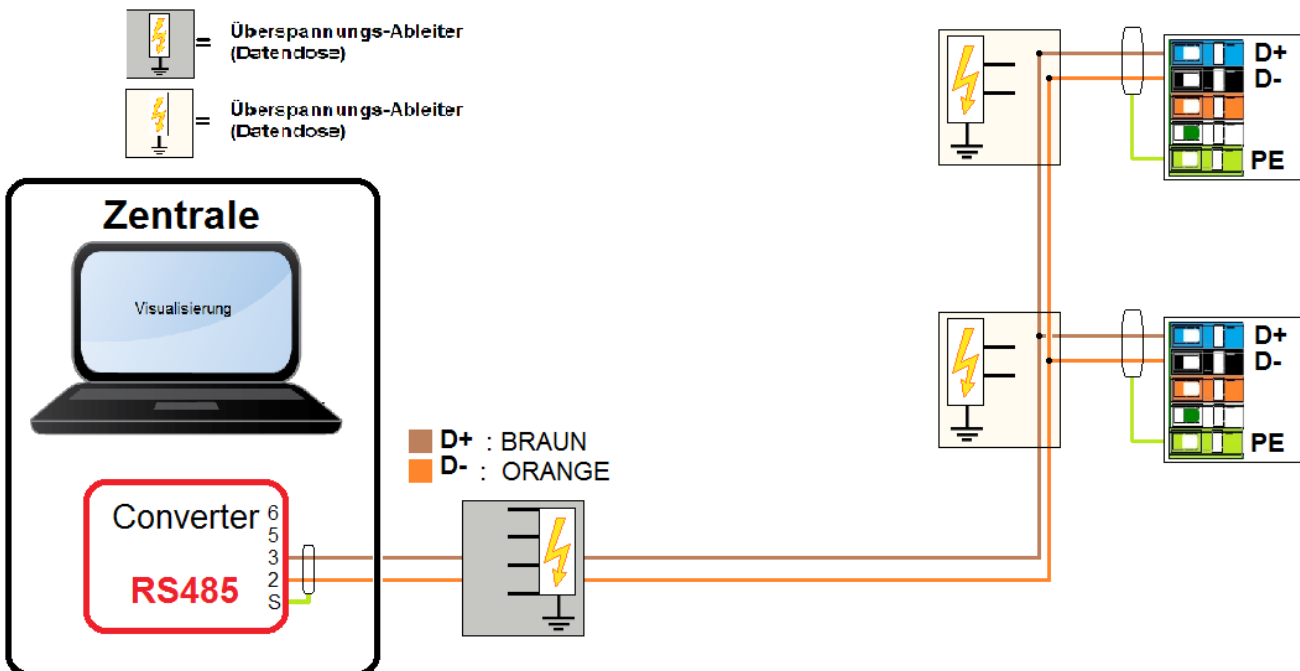 = Überspannungs-Ableiter
(Datendose)
= Überspannungs-Ableiter
(Datendose)
Zentrale
Visualisierung
D+ : BRAUN
D- : ORANGE
Converter
RS485
6
5
3
2
S
D+
D-
PE
D+
D-
PE